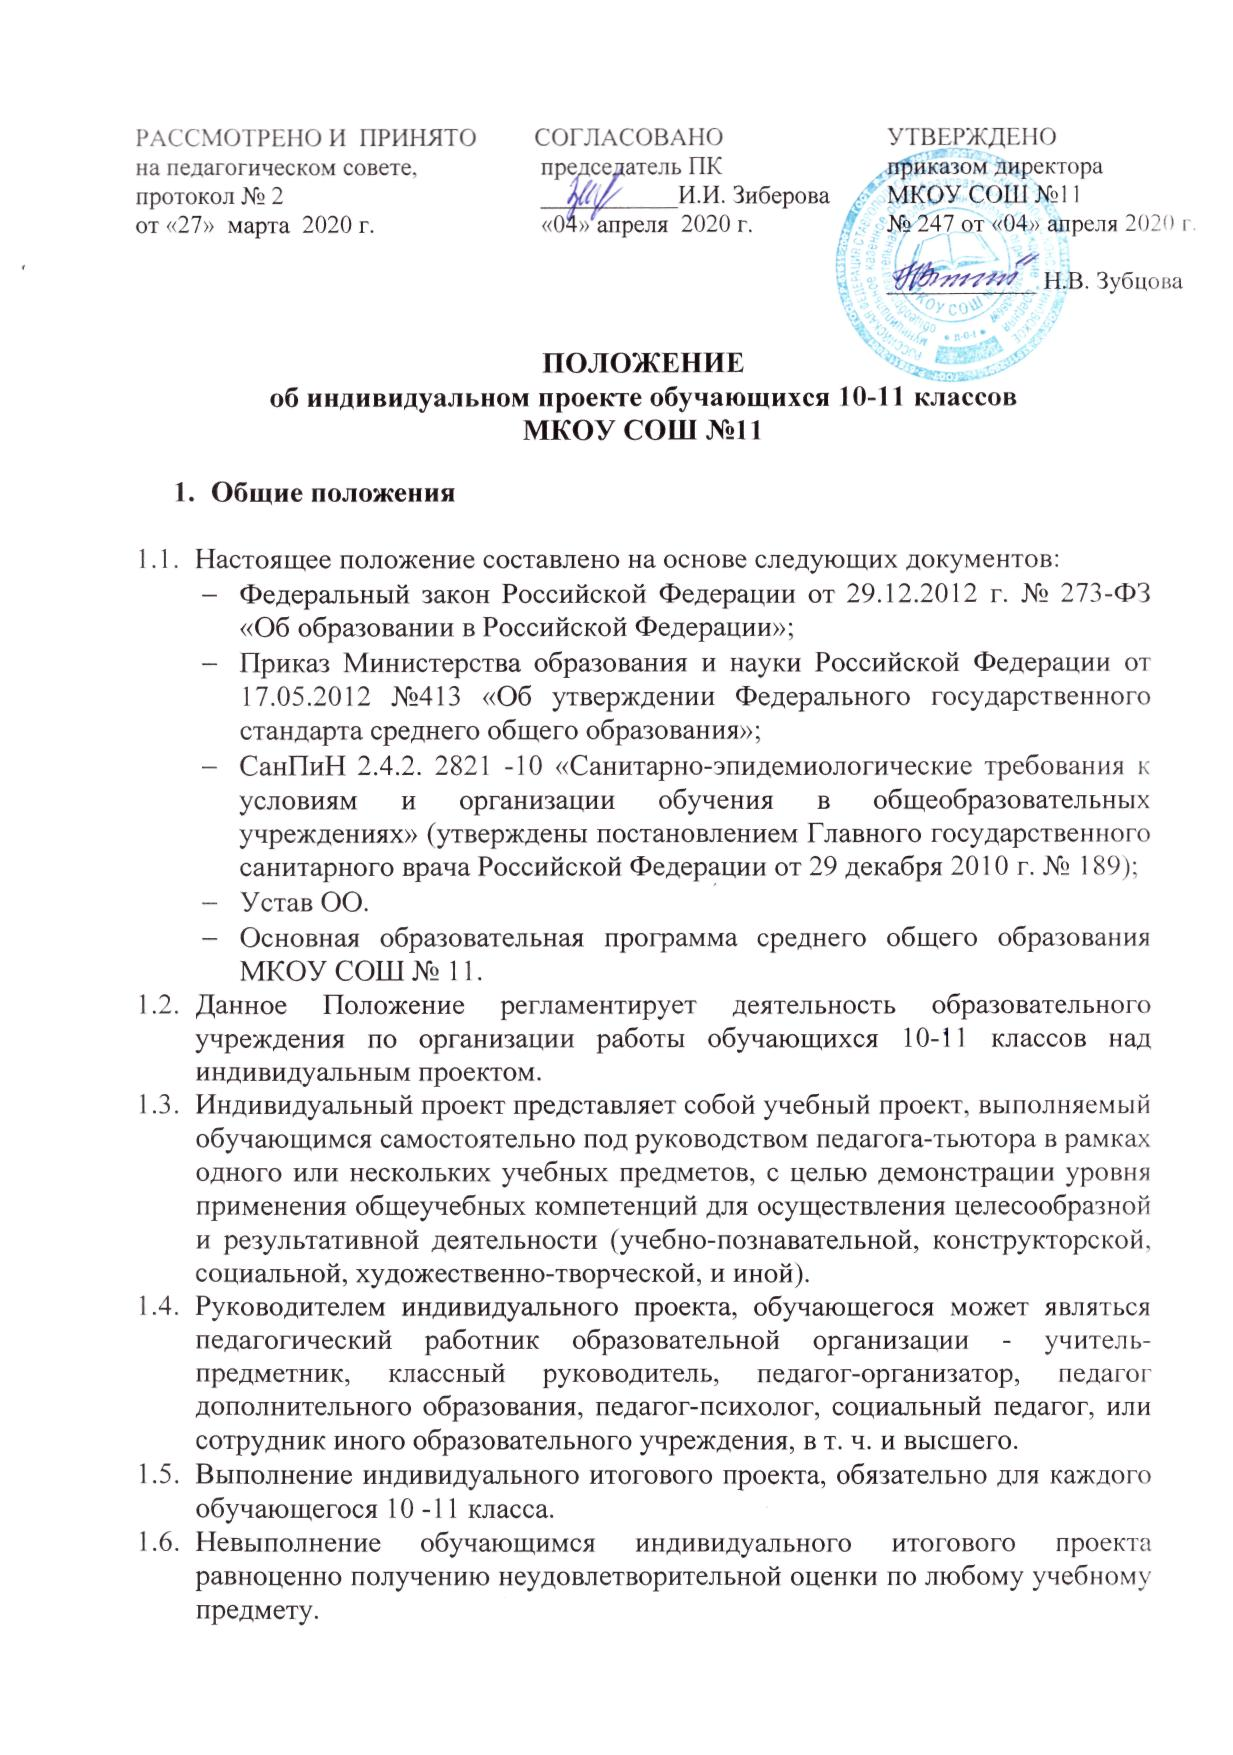 РАССМОТРЕНО И ПРИНЯТО СОГЛАСОВАНО УТВЕРЖДЕНО
на педагогическом совете, председатель ПК приказом директора
протокол № 2 ____________И.И. Зиберова МКОУ СОШ №11
от «27» марта 2020 г. «04» апреля 2020 г. № 247 от «04» апреля 2020 г.
____________ Н.В. Зубцова
МКОУ СОШ
ПОЛОЖЕНИЕ
об индивидуальном проекте обучающихся 10-11 классов
МКОУ СОШ №11
1. Общие положения
1.1. Настоящее положение составлено на основе следующих документов:
– Федеральный закон Российской Федерации от 29.12.2012 г. № 273-ФЗ
«Об образовании в Российской Федерации»;
– Приказ Министерства образования и науки Российской Федерации от
17.05.2012 №413 «Об утверждении Федерального государственного
стандарта среднего общего образования»;
– СанПиН 2.4.2. 2821 -10 «Санитарно-эпидемиологические требования к
условиям и организации обучения в общеобразовательных
учреждениях» (утверждены постановлением Главного государственного
санитарного врача Российской Федерации от 29 декабря 2010 г. № 189);
– Устав ОО.
– Основная образовательная программа среднего общего образования
МКОУ СОШ № 11.
1.2. Данное Положение регламентирует деятельность образовательного
учреждения по организации работы обучающихся 10-11 классов над
индивидуальным проектом.
1.3. Индивидуальный проект представляет собой учебный проект, выполняемый
обучающимся самостоятельно под руководством педагога-тьютора в рамках
одного или нескольких учебных предметов, с целью демонстрации уровня
применения общеучебных компетенций для осуществления целесообразной
и результативной деятельности (учебно-познавательной, конструкторской,
социальной, художественно-творческой, и иной).
1.4. Руководителем индивидуального проекта, обучающегося может являться
педагогический работник образовательной организации - учитель-
предметник, классный руководитель, педагог-организатор, педагог
дополнительного образования, педагог-психолог, социальный педагог, или
сотрудник иного образовательного учреждения, в т. ч. и высшего.
1.5. Выполнение индивидуального итогового проекта, обязательно для каждого
обучающегося 10 -11 класса.
1.6. Невыполнение обучающимся индивидуального итогового проекта
равноценно получению неудовлетворительной оценки по любому учебному
предмету.